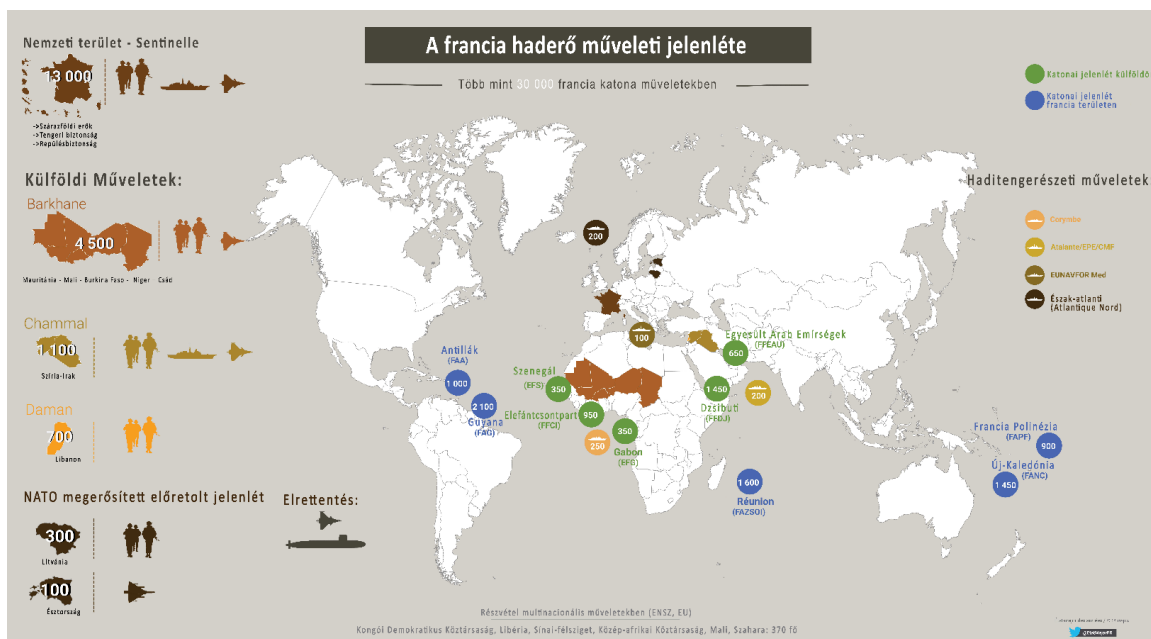 A francia haderő műveleti jelenléte
Több mint 30 000 francia katona műveletekben
Nemzeti terület - Sentinelle
13 000
->Szárazföldi erők
->Tengeri biztonság
->Repülésbiztonság
Külföldi Műveletek:
Barkhane
4 500
Mauritánia - Mali - Burkina Faso - Niger Csád
Chammal
1 100
Szíria-Irak
Daman
700
Libanon
NATO megerősített előretolt jelenlét
300
Litvánia
100
Észtország
Elrettentés:
Katonai jelenlét külföldö
Katonai jelenlét
francia területen
Haditengerészeti műveletek
Corymbe
Atalante/EPE/CMF
EUNAVFOR Med
Észak-atlanti
(Atlantique Nord)
200
100
Egyesült Arab Emírségek
(FFEAU)
650
Antillák
(FAA)
1 000
2 100
Guyana
(FAG)
Szenegál
(EFS)
350
Elefántcsontpart
(FFCI)
950
250
350
Gabon
(EFG)
1 450
Dzsibuti
(FFDJ)
200
1 600
Réunion
(FAZSOI)
Francia Polinézia
(FAPF)
900
Új-Kaledónia
(FANC)
1 450
Részvétel multinacionális műveletekben (ENSZ, EU)
Kongói Demokratikus Köztársaság, Libéria, Sínai-félsziget, Közép-afrikai Köztársaság, Mali, Szahara: 370 fő